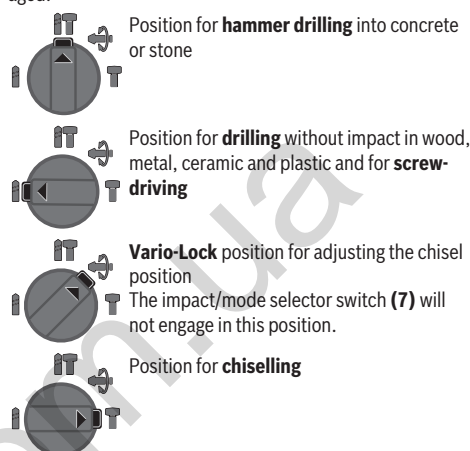 aged.
Position for hammer drilling into concrete
or stone
Position for drilling without impact in wood,
metal, ceramic and plastic and for screw-
driving
Vario-Lock position for adjusting the chisel
position
The impact/mode selector switch (7) will
not engage in this position.
Position for chiselling